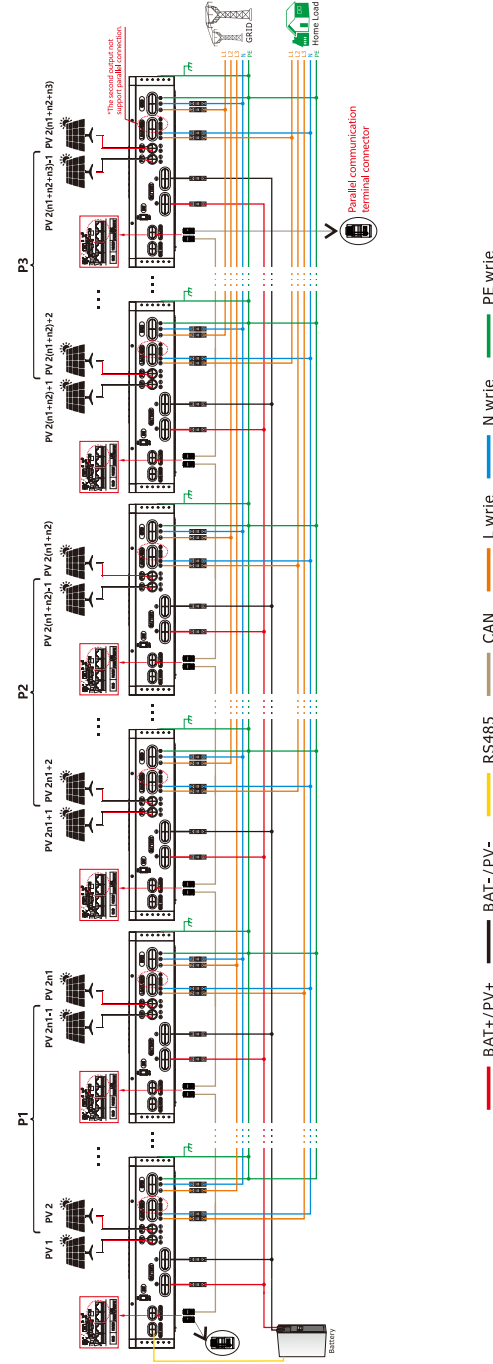 P1
P2
P3
PV 1
PV 2
PV 2n1-1
PV 2n1
PV 2n1+1
PV 2n1+2
PV 2(n1+n2)-1
PV 2(n1+n2)
PV 2(n1+n2)+1
PV 2(n1+n2)+2
PV 2(n1+n2+n3)-1
PV 2(n1+n2+n3)
*The second output not
support parallel connection.
GRID
L1
L2
L3
N
PE
Home Load
L1
L2
L3
N
PE
Battery
Parallel communication
terminal connector
BAT+/PV+
BAT-/PV-
RS485
CAN
L wrie
N wrie
PE wrie